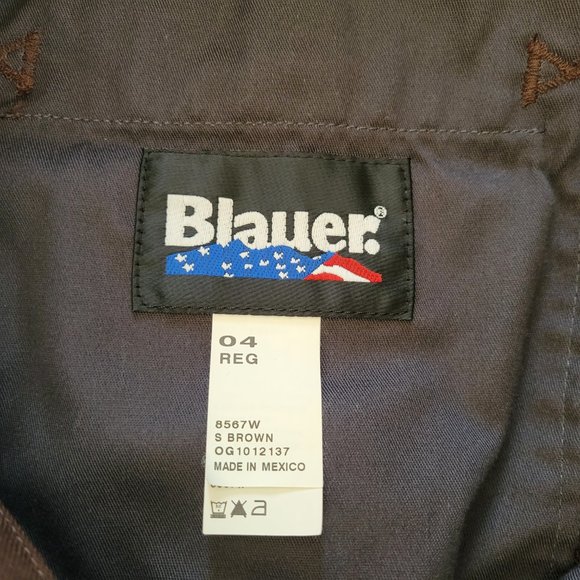 Blauer.®
04
REG
8567W
S BROWN
OG1012137
MADE IN MEXICO
a